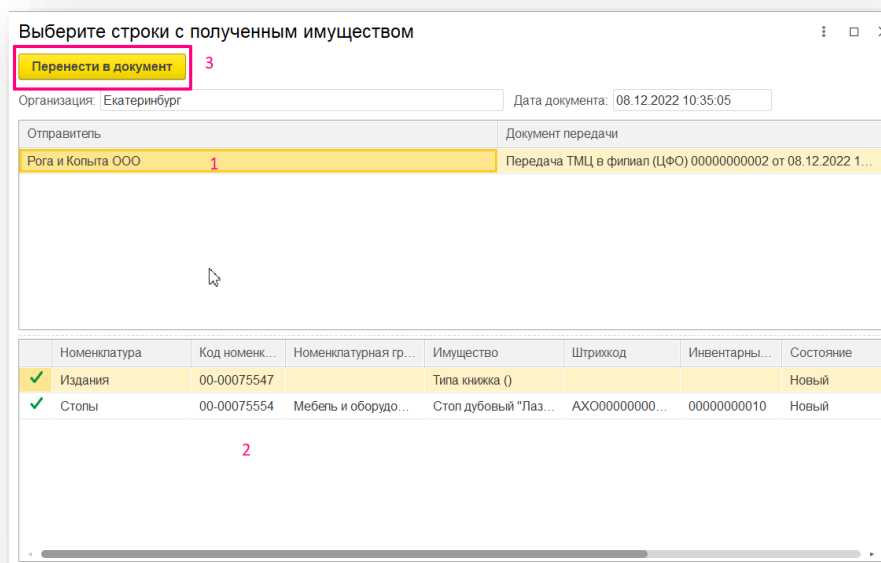 Выберите строки с полученным имуществом
Перенести в документ 3
Организация: Екатеринбург Дата документа: 08.12.2022 10:35:05
Отправитель Документ передачи
Рога и Копыта ООО 1 Передача ТМЦ в филиал (ЦФО) 00000000002 от 08.12.2022 1...
Номенклатура Код номенк... Номенклатурная гр... Имущество Штрихкод Инвентарны... Состояние
Издания 00-00075547 Типа книжка () Новый
Столы 00-00075554 Мебель и оборудо... Стол дубовый "Лаз... АХО00000000... 00000000010 Новый
2